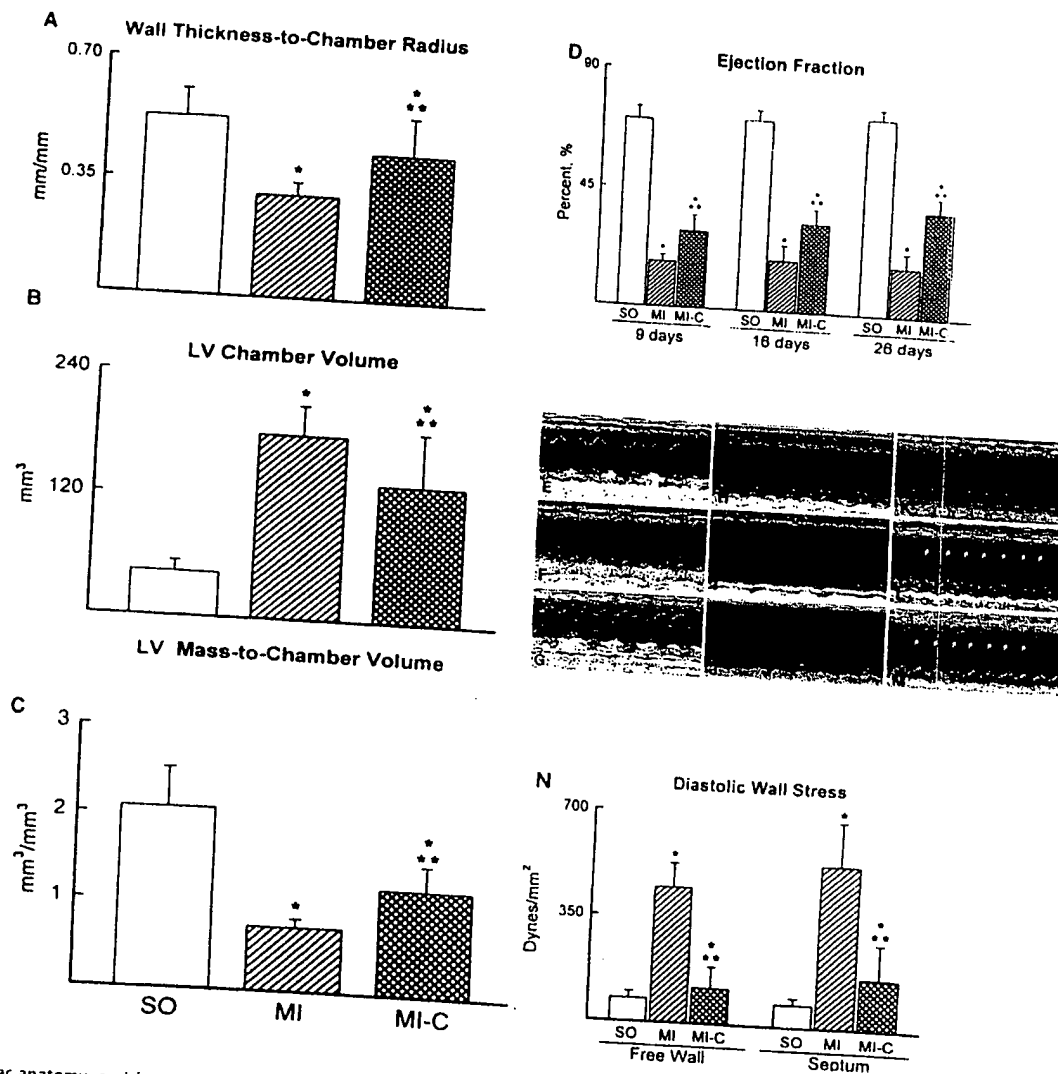 A
Wall Thickness-to-Chamber Radius
0.70
0.35
mm/mm
*
*
**
B
LV Chamber Volume
240
120
mm³
*
*
**
LV Mass-to-Chamber Volume
C
3
2
1
mm³/mm³
*
*
**
SO MI MI-C
D
Ejection Fraction
90
45
Percent, %
SO MI MI-C SO MI MI-C SO MI MI-C
9 days 16 days 26 days
E
F
G
N
Diastolic Wall Stress
700
350
Dynes/mm²
*
*
**
*
*
**
SO MI MI-C SO MI MI-C
Free Wall Septum